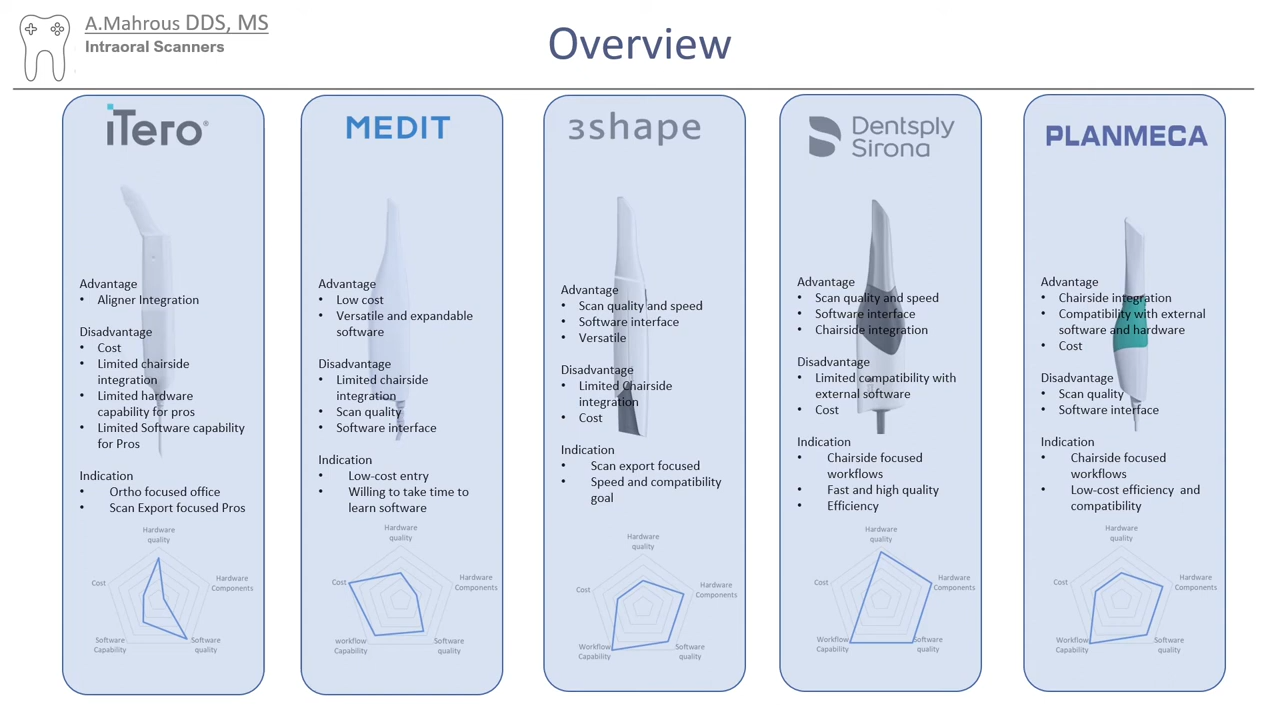 A.Mahrous DDS, MS
Intraoral Scanners
Overview
iTero®
Advantage
• Aligner Integration
Disadvantage
• Cost
• Limited chairside
integration
• Limited hardware
capability for pros
• Limited Software capability
for Pros
Indication
• Ortho focused office
• Scan Export focused Pros
Hardware
quality
Hardware
Components
Software
quality
Software
Capability
Cost
MEDIT
Advantage
• Low cost
• Versatile and expandable
software
Disadvantage
• Limited chairside
integration
• Scan quality
• Software interface
Indication
• Low-cost entry
• Willing to take time to
learn software
Hardware
quality
Hardware
Components
Software
quality
workflow
Capability
Cost
3shape
Advantage
• Scan quality and speed
• Software interface
• Versatile
Disadvantage
• Limited Chairside
integration
• Cost
Indication
• Scan export focused
• Speed and compatibility
goal
Hardware
quality
Hardware
Components
Software
quality
Workflow
Capability
Cost
Dentsply
Sirona
Advantage
• Scan quality and speed
• Software interface
• Chairside integration
Disadvantage
• Limited compatibility with
external software
• Cost
Indication
• Chairside focused
workflows
• Fast and high quality
• Efficiency
Hardware
quality
Hardware
Components
Software
quality
Workflow
Capability
Cost
PLANMECA
Advantage
• Chairside integration
• Compatibility with external
software and hardware
• Cost
Disadvantage
• Scan quality
• Software interface
Indication
• Chairside focused
workflows
• Low-cost efficiency and
compatibility
Hardware
quality
Hardware
Components
Software
quality
Workflow
Capability
Cost